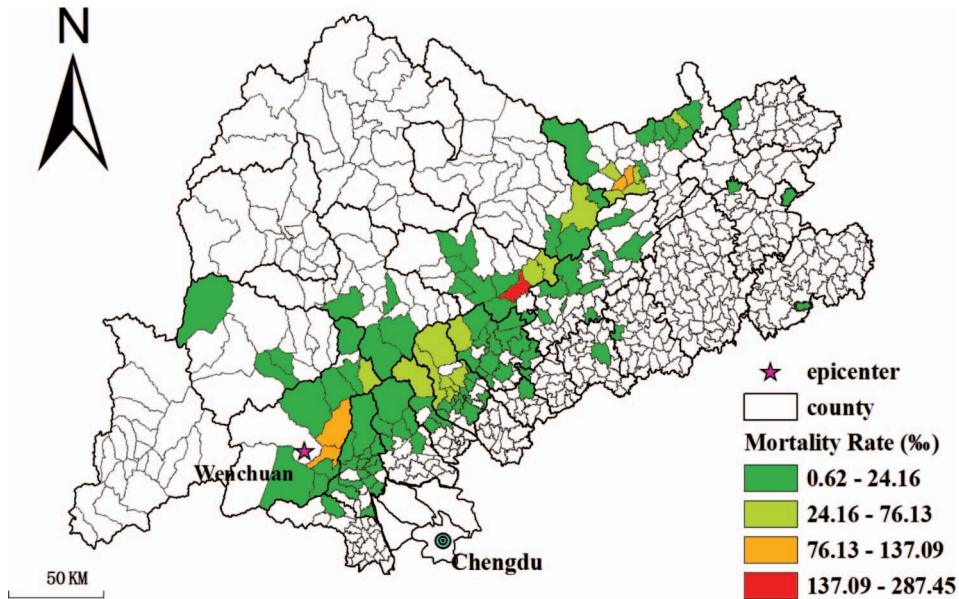 N
Wenchuan
Chengdu
50 KM
epicenter
county
Mortality Rate (‰)
0.62 - 24.16
24.16 - 76.13
76.13 - 137.09
137.09 - 287.45